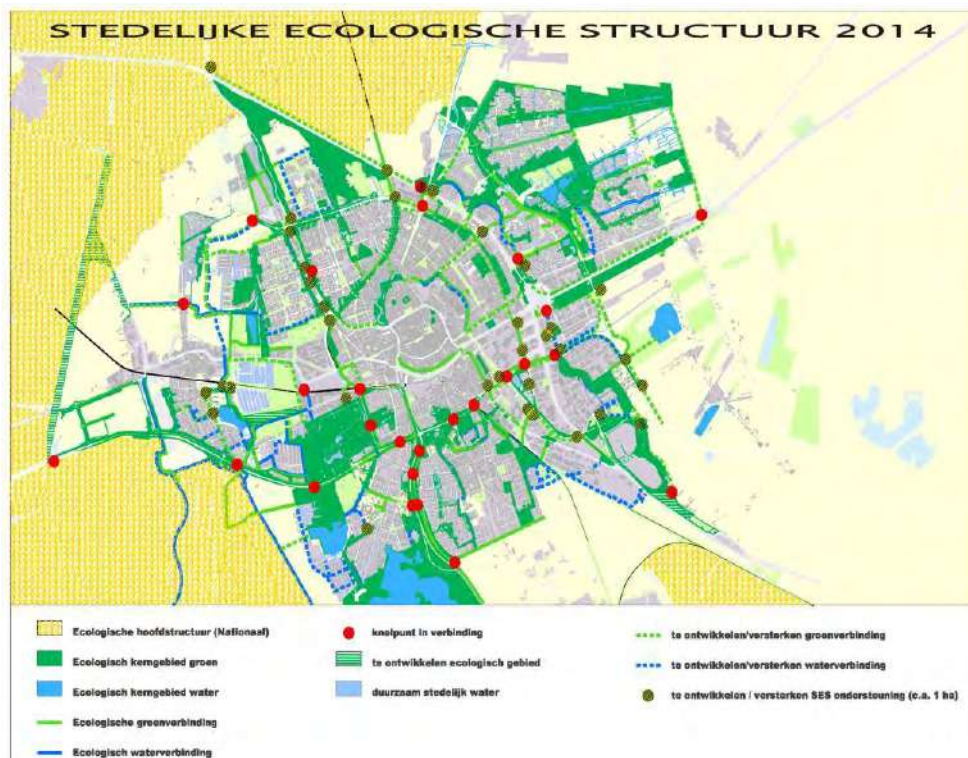 STEDELIJKE ECOLOGISCHE STRUCTUUR 2014
Ecologische hoofdstructuur (Nationaal)
Ecologisch kerngebied groen
Ecologisch kerngebied water
Ecologische groenverbinding
Ecologisch waterverbinding
knelpunt in verbinding
te ontwikkelen ecologisch gebied
duurzaam stedelijk water
te ontwikkelen/versterken groenverbinding
te ontwikkelen/versterken waterverbinding
te ontwikkelen / versterken SES ondersteuning (c.a. 1 ha)